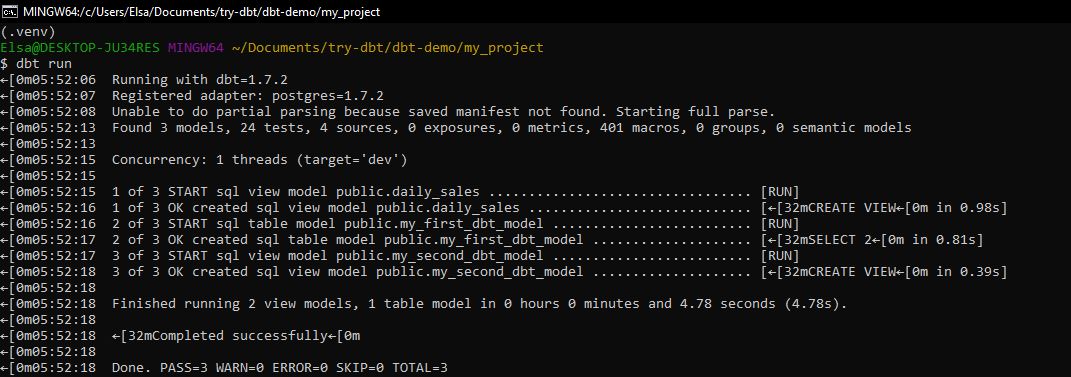 MINGW64:/c/Users/Elsa/Documents/try-dbt/dbt-demo/my_project
(.venv)
Elsa@DESKTOP-JU34RES MINGW64 ~/Documents/try-dbt/dbt-demo/my_project
$ dbt run
←[0m05:52:06  Running with dbt=1.7.2
←[0m05:52:07  Registered adapter: postgres=1.7.2
←[0m05:52:08  Unable to do partial parsing because saved manifest not found. Starting full parse.
←[0m05:52:13  Found 3 models, 24 tests, 4 sources, 0 exposures, 0 metrics, 401 macros, 0 groups, 0 semantic models
←[0m05:52:13
←[0m05:52:15  Concurrency: 1 threads (target='dev')
←[0m05:52:15
←[0m05:52:15  1 of 3 START sql view model public.daily_sales ................................. [RUN]
←[0m05:52:16  1 of 3 OK created sql view model public.daily_sales ............................ [←[32mCREATE VIEW←[0m in 0.98s]
←[0m05:52:16  2 of 3 START sql table model public.my_first_dbt_model ......................... [RUN]
←[0m05:52:17  2 of 3 OK created sql table model public.my_first_dbt_model .................... [←[32mSELECT 2←[0m in 0.81s]
←[0m05:52:17  3 of 3 START sql view model public.my_second_dbt_model ......................... [RUN]
←[0m05:52:18  3 of 3 OK created sql view model public.my_second_dbt_model .................... [←[32mCREATE VIEW←[0m in 0.39s]
←[0m05:52:18
←[0m05:52:18  Finished running 2 view models, 1 table model in 0 hours 0 minutes and 4.78 seconds (4.78s).
←[0m05:52:18
←[0m05:52:18  ←[32mCompleted successfully←[0m
←[0m05:52:18
←[0m05:52:18  Done. PASS=3 WARN=0 ERROR=0 SKIP=0 TOTAL=3